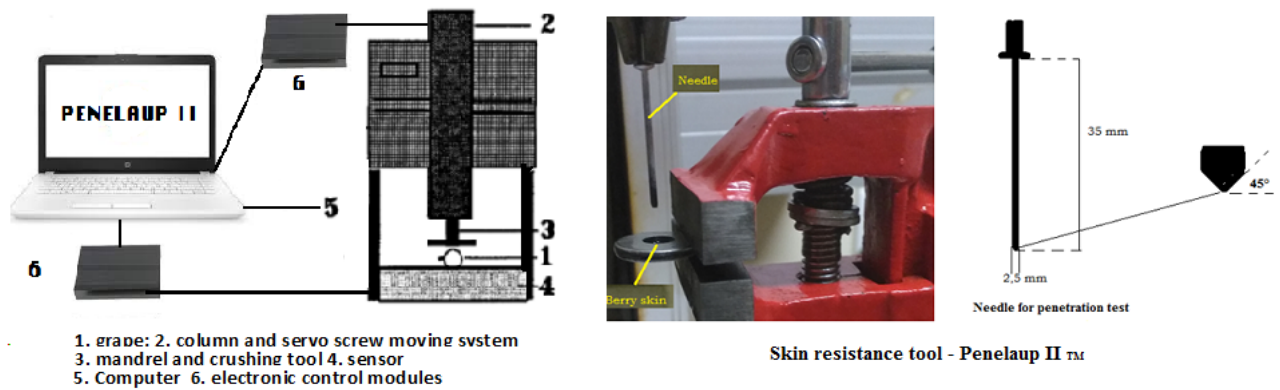 PENELAUP II
6
2
5
6
3
1
4
1. grape; 2. column and servo screw moving system
3. mandrel and crushing tool 4. sensor
5. Computer 6. electronic control modules
Needle
Berry skin
35 mm
45°
2,5 mm
Needle for penetration test
Skin resistance tool - Penelaup II TM